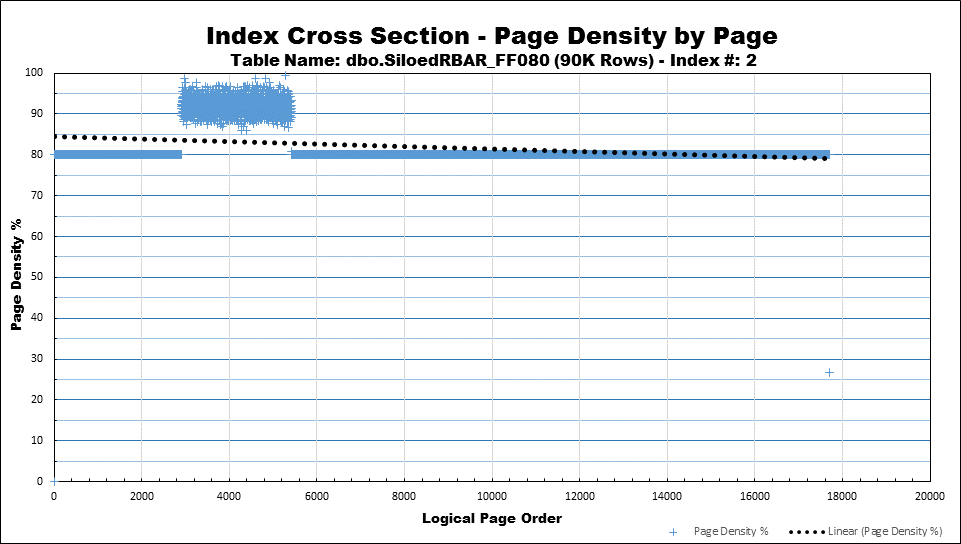 Index Cross Section - Page Density by Page
Table Name: dbo.SiloedRBAR_FF080 (90K Rows) - Index #: 2
100
90
80
70
60
50
40
30
20
10
0
Page Density %
0 2000 4000 6000 8000 10000 12000 14000 16000 18000 20000
Logical Page Order
Page Density % Linear (Page Density %)